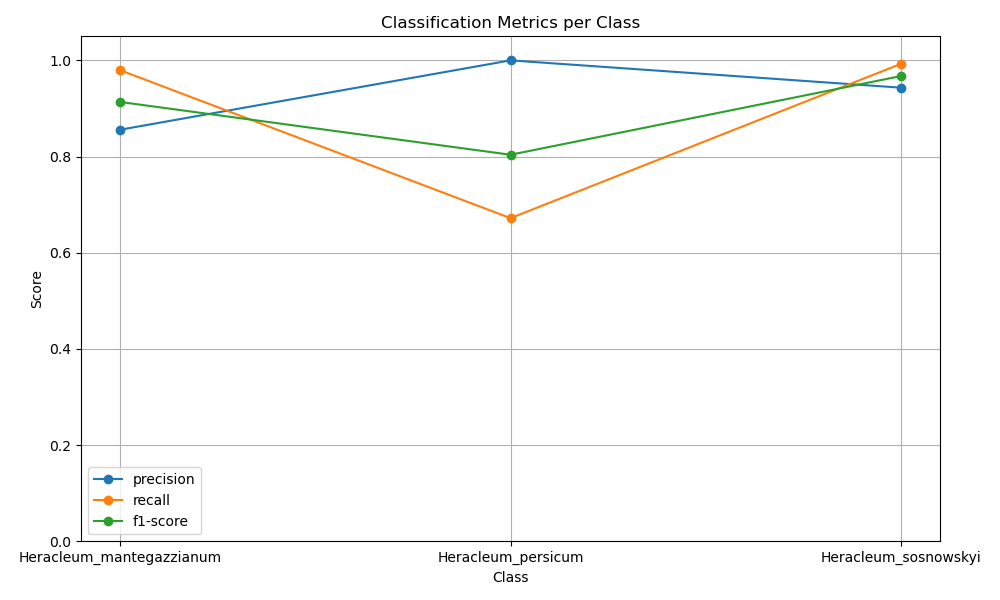 Classification Metrics per Class
1.0
0.8
0.6
0.4
0.2
0.0
Score
precision
recall
f1-score
Heracleum_mantegazzianum
Heracleum_persicum
Heracleum_sosnowskyi
Class